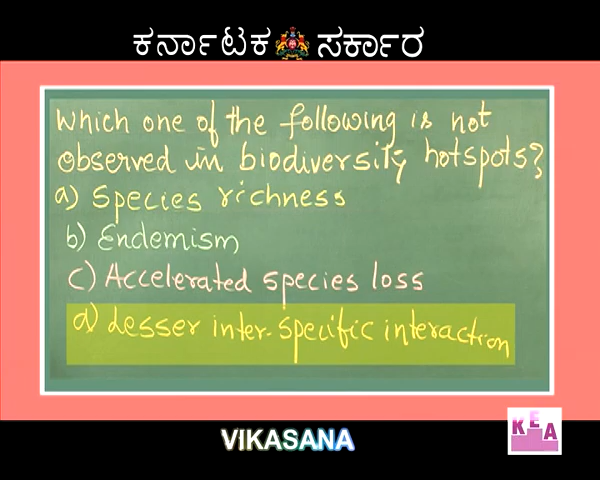 ಕರ್ನಾಟಕ ಸರ್ಕಾರ
Which one of the following is not
observed in biodiversity hotspots?
a) Species richness
b) Endemism
c) Accelerated species loss
d) Lesser inter-specific interaction
VIKASANA
KEA